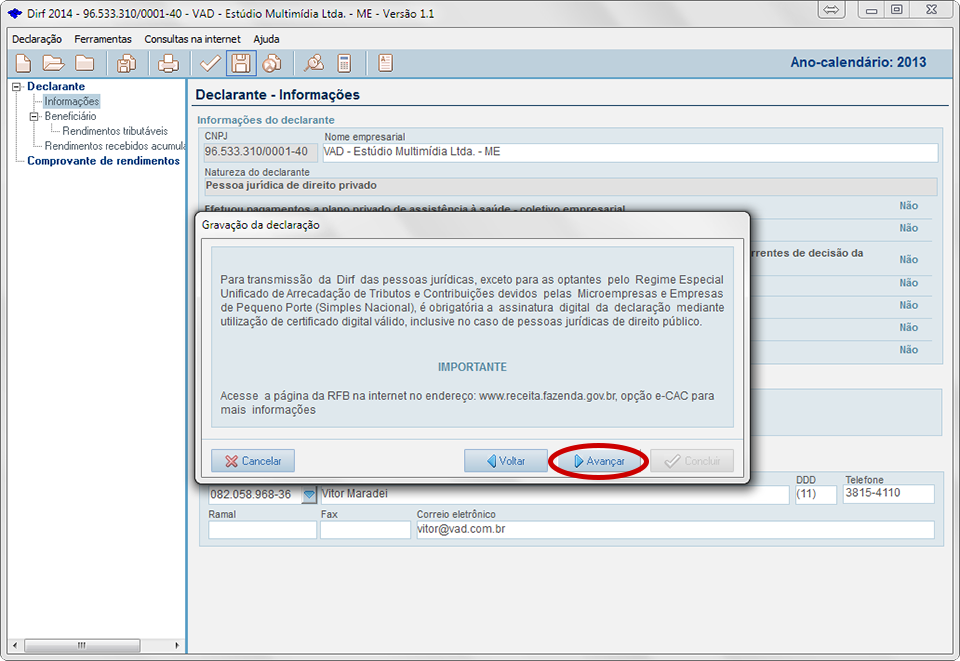 Dirf 2014 - 96.533.310/0001-40 - VAD - Estúdio Multimídia Ltda. - ME - Versão 1.1
Declaração Ferramentas Consultas na internet Ajuda
Ano-calendário: 2013
Declarante
Informações
Beneficiário
Rendimentos tributáveis
Rendimentos recebidos acumula
Comprovante de rendimentos
Declarante - Informações
Informações do declarante
CNPJ Nome empresarial
96.533.310/0001-40 VAD - Estúdio Multimídia Ltda. - ME
Natureza do declarante
Pessoa jurídica de direito privado
Efetuou pagamentos a plano privado de assistência à saúde - coletivo empresarial Não
Não
rrentes de decisão da Não
Não
Não
Não
Não
Gravação da declaração
Para transmissão da Dirf das pessoas jurídicas, exceto para as optantes pelo Regime Especial
Unificado de Arrecadação de Tributos e Contribuições devidos pelas Microempresas e Empresas
de Pequeno Porte (Simples Nacional), é obrigatória a assinatura digital da declaração mediante
utilização de certificado digital válido, inclusive no caso de pessoas jurídicas de direito público.
IMPORTANTE
Acesse a página da RFB na internet no endereço: www.receita.fazenda.gov.br, opção e-CAC para
mais informações
Cancelar Voltar Avançar Concluir
DDD Telefone
082.058.968-36 Vitor Maradei (11) 3815-4110
Ramal Fax Correio eletrônico
vitor@vad.com.br